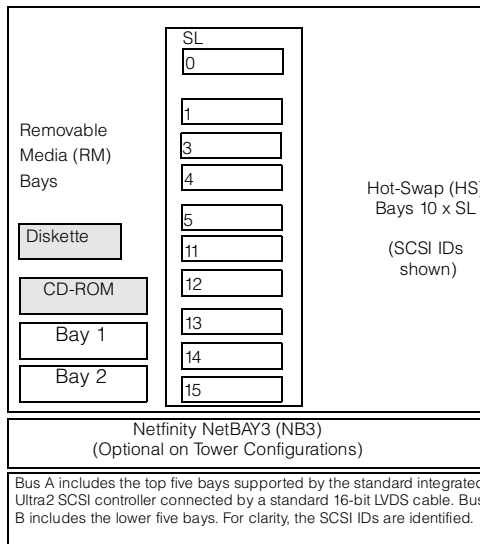 SL
0
1
3
4
5
11
12
13
14
15
Removable
Media (RM)
Bays
Diskette
CD-ROM
Bay 1
Bay 2
Hot-Swap (HS)
Bays 10 x SL
(SCSI IDs
shown)
Netfinity NetBAY3 (NB3)
(Optional on Tower Configurations)
Bus A includes the top five bays supported by the standard integrated
Ultra2 SCSI controller connected by a standard 16-bit LVDS cable. Bus
B includes the lower five bays. For clarity, the SCSI IDs are identified.